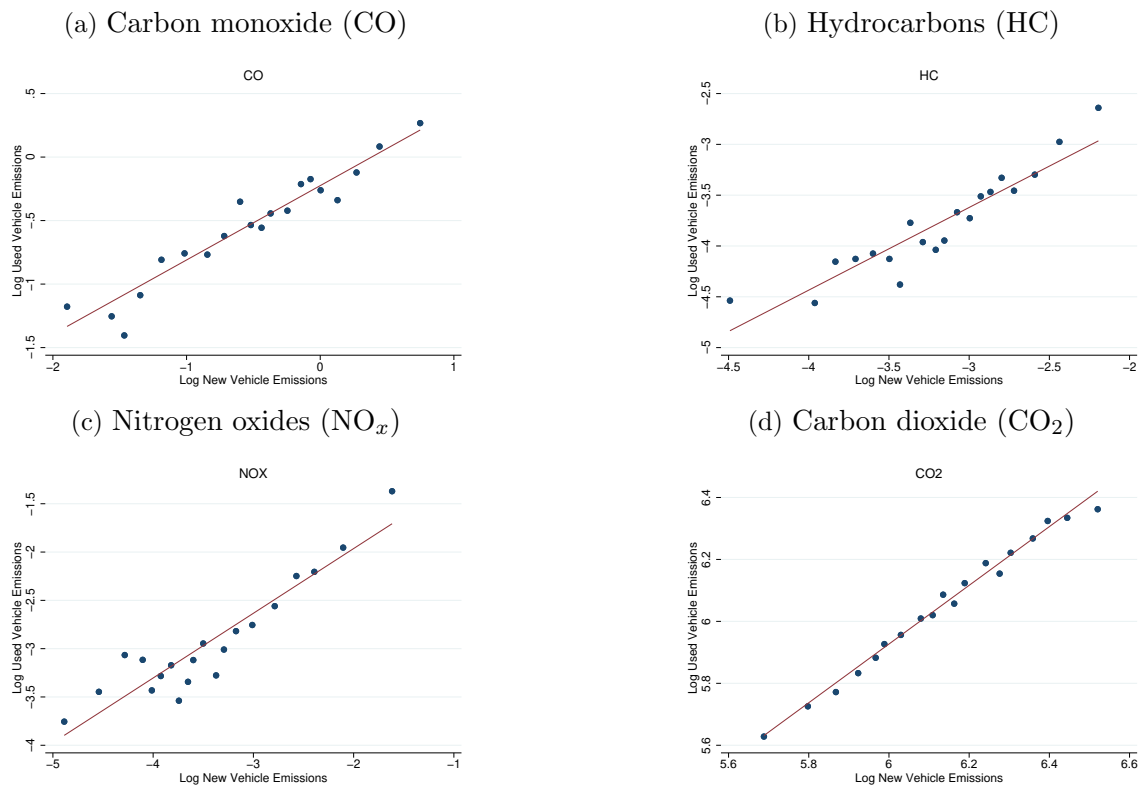 (a) Carbon monoxide (CO)
CO
Log Used Vehicle Emissions
.5
0
-.5
-1
-1.5
-2
-1
0
1
Log New Vehicle Emissions
(b) Hydrocarbons (HC)
HC
Log Used Vehicle Emissions
-2.5
-3
-3.5
-4
-4.5
-5
-4.5
-4
-3.5
-3
-2.5
-2
Log New Vehicle Emissions
(c) Nitrogen oxides (NOₓ)
NOX
Log Used Vehicle Emissions
-1.5
-2
-2.5
-3
-3.5
-4
-5
-4
-3
-2
-1
Log New Vehicle Emissions
(d) Carbon dioxide (CO₂)
CO2
Log Used Vehicle Emissions
6.4
6.2
6
5.8
5.6
5.6
5.8
6
6.2
6.4
6.6
Log New Vehicle Emissions